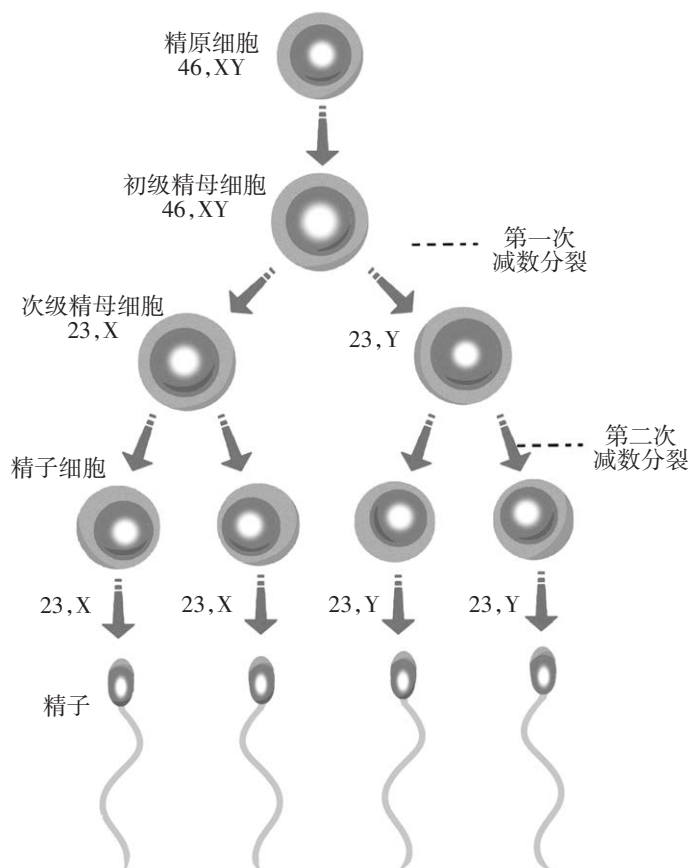 精原细胞
46,XY
初级精母细胞
46,XY
第一次
减数分裂
次级精母细胞
23,X
23,Y
第二次
减数分裂
精子细胞
23,X
23,X
23,Y
23,Y
精子